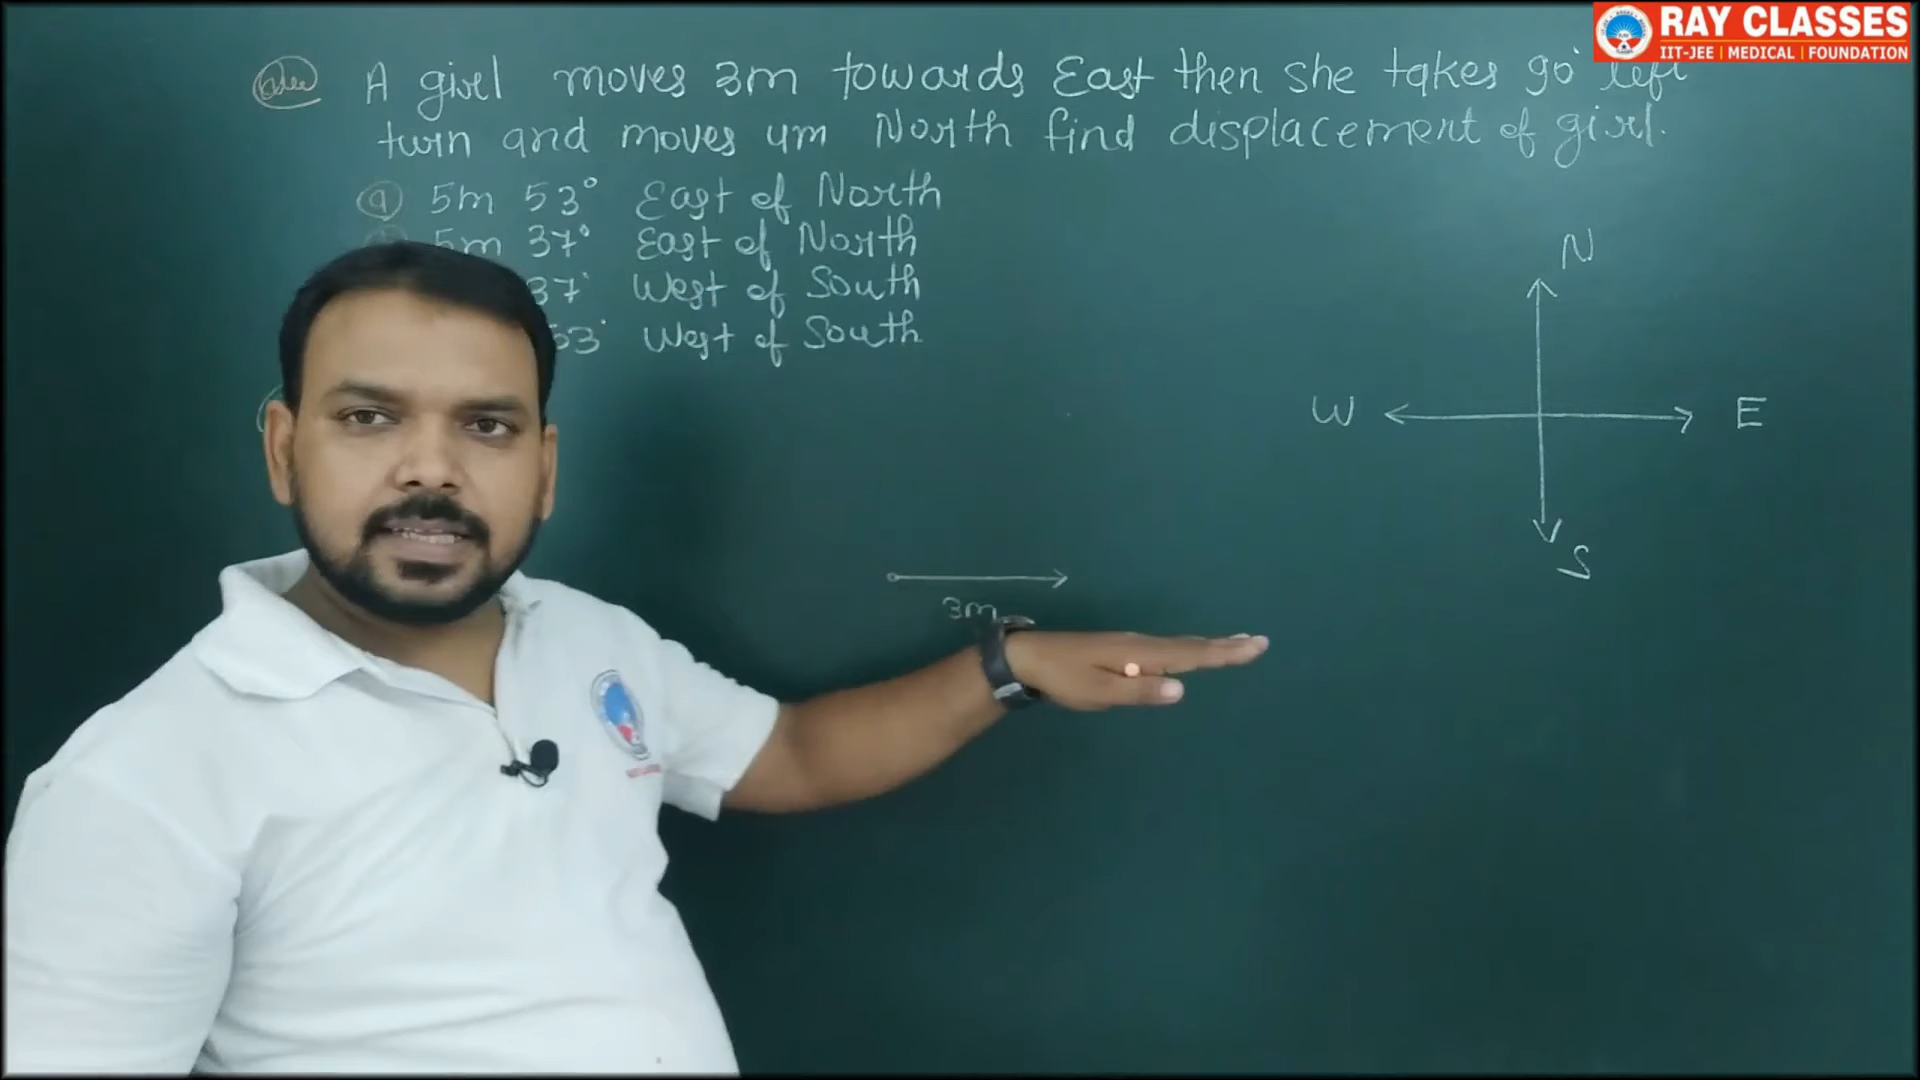 RAY CLASSES
IIT-JEE | MEDICAL | FOUNDATION
A girl moves 3m towards East then she takes 90° left
turn and moves 4m North find displacement of girl.
a 5m 53° East of North
5m 37° East of North
37° West of South
53° West of South
N
W E
S
3m